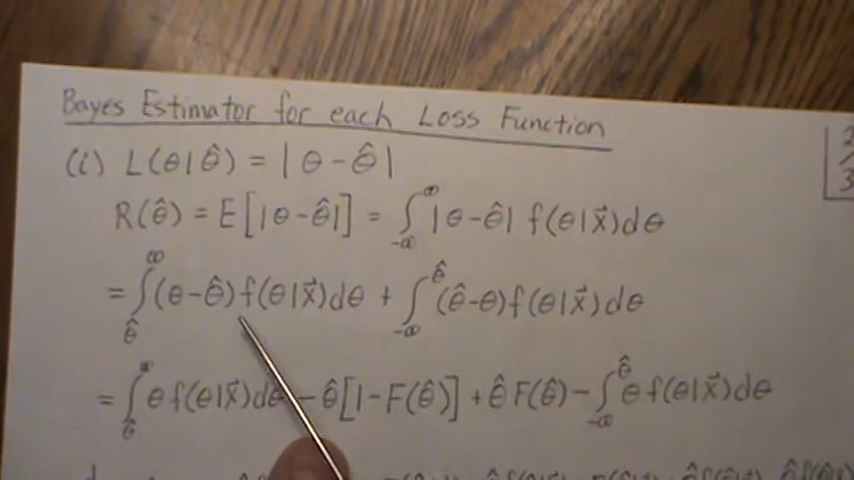 Bayes Estimator for each Loss Function
(i) L(θ|θ̂) = |θ - θ̂|
R(θ̂) = E[|θ-θ̂|] = ∫_{-∞}^{∞} |θ-θ̂| f(θ|x⃗)dθ
= ∫_{θ̂}^{∞} (θ-θ̂) f(θ|x⃗)dθ + ∫_{-∞}^{θ̂} (θ̂-θ) f(θ|x⃗)dθ
= ∫_{θ̂}^{∞} θ f(θ|x⃗)dθ - θ̂[1-F(θ̂)] + θ̂ F(θ̂) - ∫_{-∞}^{θ̂} θ f(θ|x⃗)dθ